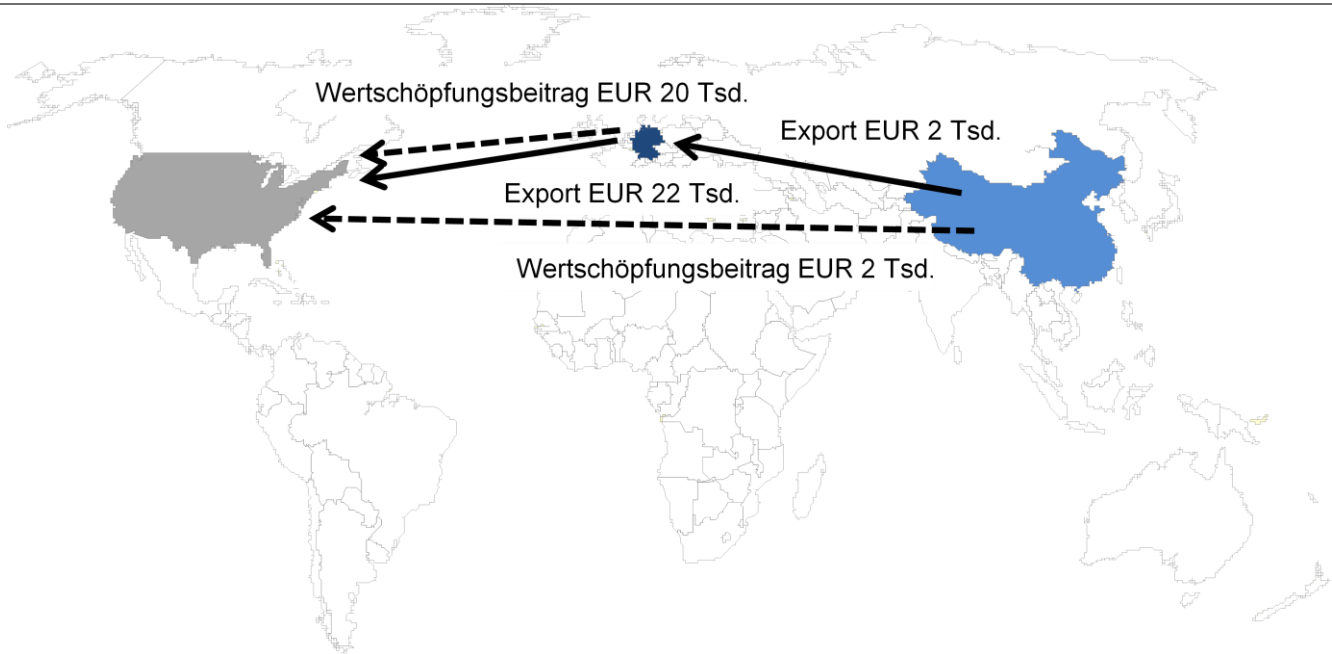 Wertschöpfungsbeitrag EUR 20 Tsd.
Export EUR 2 Tsd.
Export EUR 22 Tsd.
Wertschöpfungsbeitrag EUR 2 Tsd.